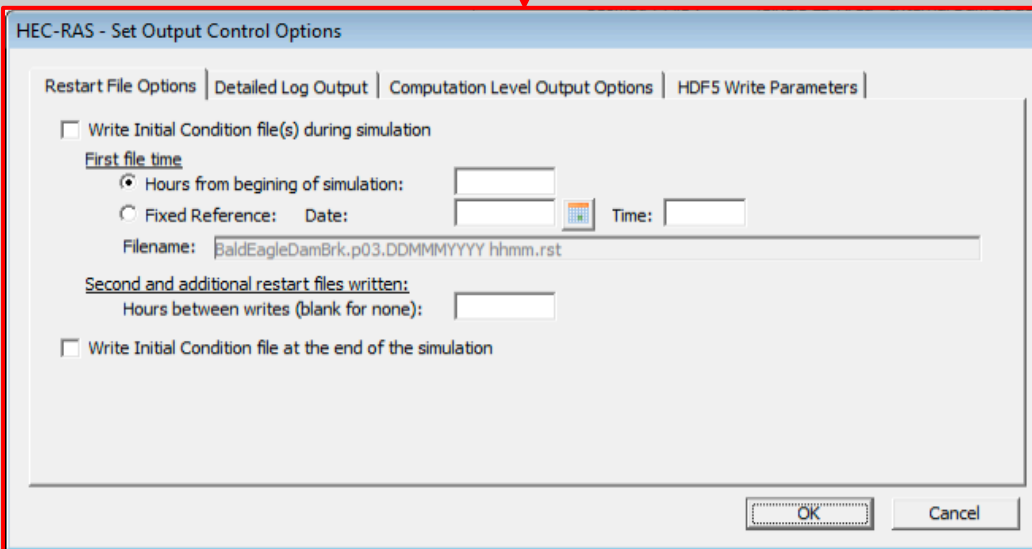 HEC-RAS - Set Output Control Options
Restart File Options Detailed Log Output Computation Level Output Options HDF5 Write Parameters
Write Initial Condition file(s) during simulation
First file time
Hours from begining of simulation:
Fixed Reference: Date: Time:
Filename: BaldEagleDamBrk.p03.DDMMMYYYY hhmm.rst
Second and additional restart files written:
Hours between writes (blank for none):
Write Initial Condition file at the end of the simulation
OK Cancel